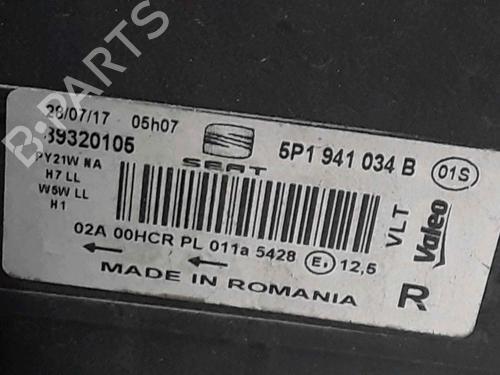 28/07/17 05h07
89320105
SEAT
5P1 941 034 B
01S
PY21W NA
H7 LL
W5W LL
H1
02A 00HCR PL 011a 5428
12,5
MADE IN ROMANIA
VLT
Valeo
R
B-PARTS